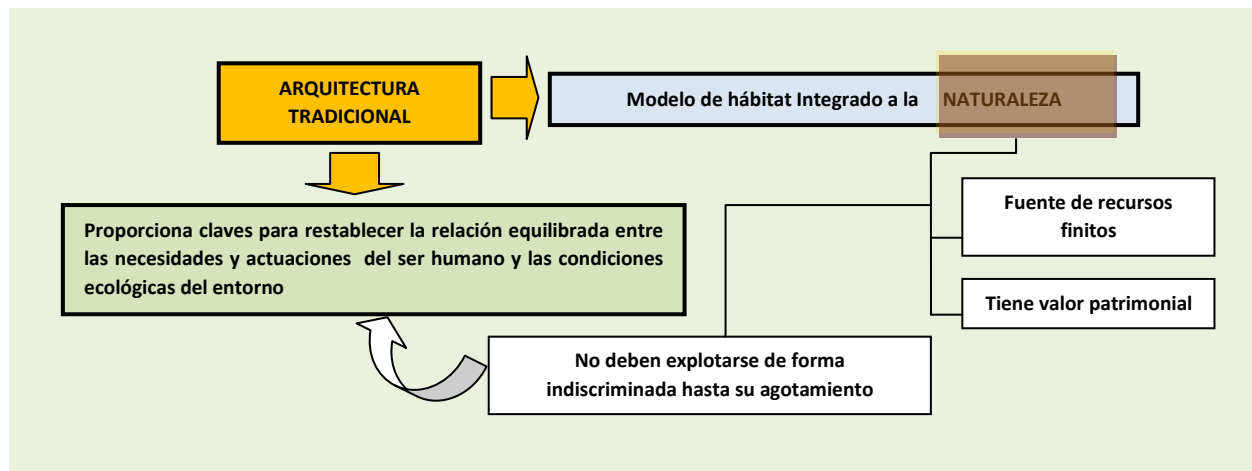 ARQUITECTURA
TRADICIONAL
Modelo de hábitat Integrado a la NATURALEZA
Proporciona claves para restablecer la relación equilibrada entre
las necesidades y actuaciones del ser humano y las condiciones
ecológicas del entorno
Fuente de recursos
finitos
Tiene valor patrimonial
No deben explotarse de forma
indiscriminada hasta su agotamiento